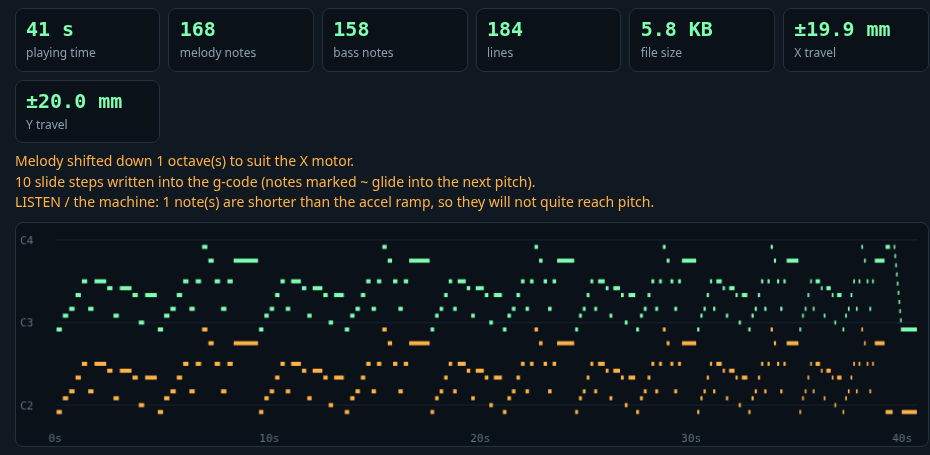 41 s
playing time
168
melody notes
158
bass notes
184
lines
5.8 KB
file size
±19.9 mm
X travel
±20.0 mm
Y travel
Melody shifted down 1 octave(s) to suit the X motor.
10 slide steps written into the g-code (notes marked ~ glide into the next pitch).
LISTEN / the machine: 1 note(s) are shorter than the accel ramp, so they will not quite reach pitch.
C4
C3
C2
0s 10s 20s 30s 40s